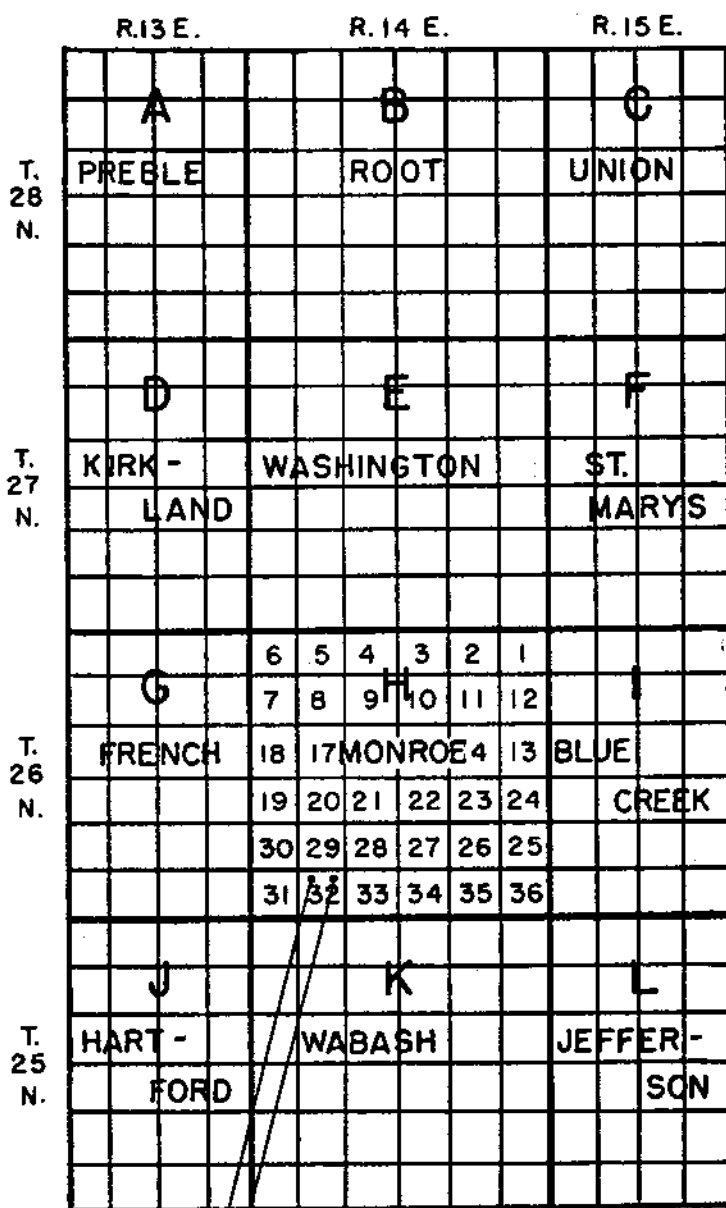 R.13 E. R. 14 E. R. 15 E.
A B C
T. 28 N. PREBLE ROOT UNION
D E F
T. 27 N. KIRK- LAND WASHINGTON ST. MARYS
6 5 4 3 2 1
G H I
7 8 9 10 11 12
T. 26 N. FRENCH 18 17 MONROE 4 13 BLUE CREEK
19 20 21 22 23 24
30 29 28 27 26 25
31 32 33 34 35 36
J K L
T. 25 N. HART- FORD WABASH JEFFER- SON